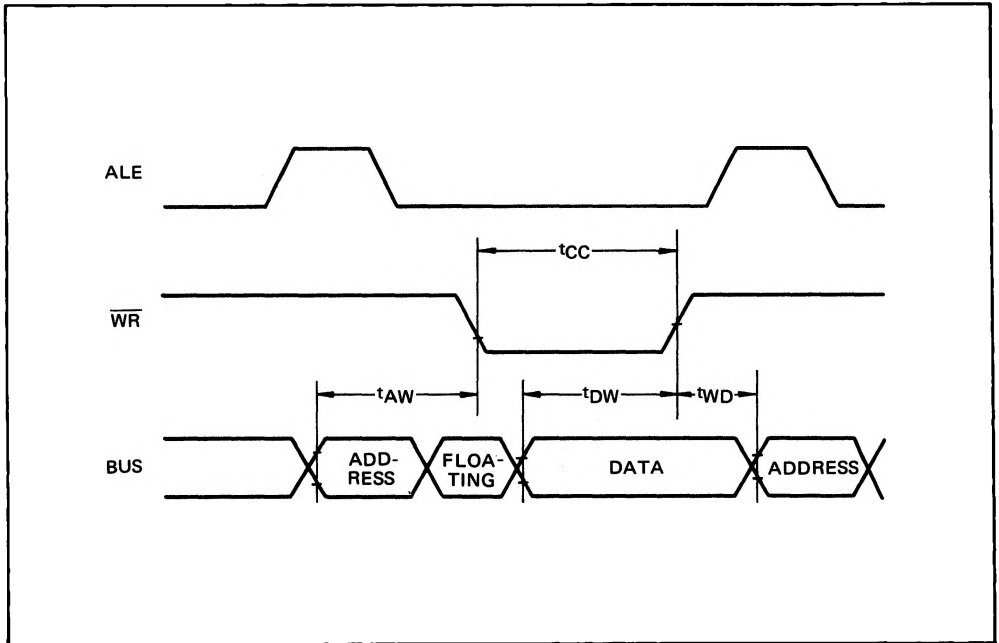 ALE
tCC
WR
tAW
tDW
tWD
BUS
ADD-
RESS
FLOA-
TING
DATA
ADDRESS